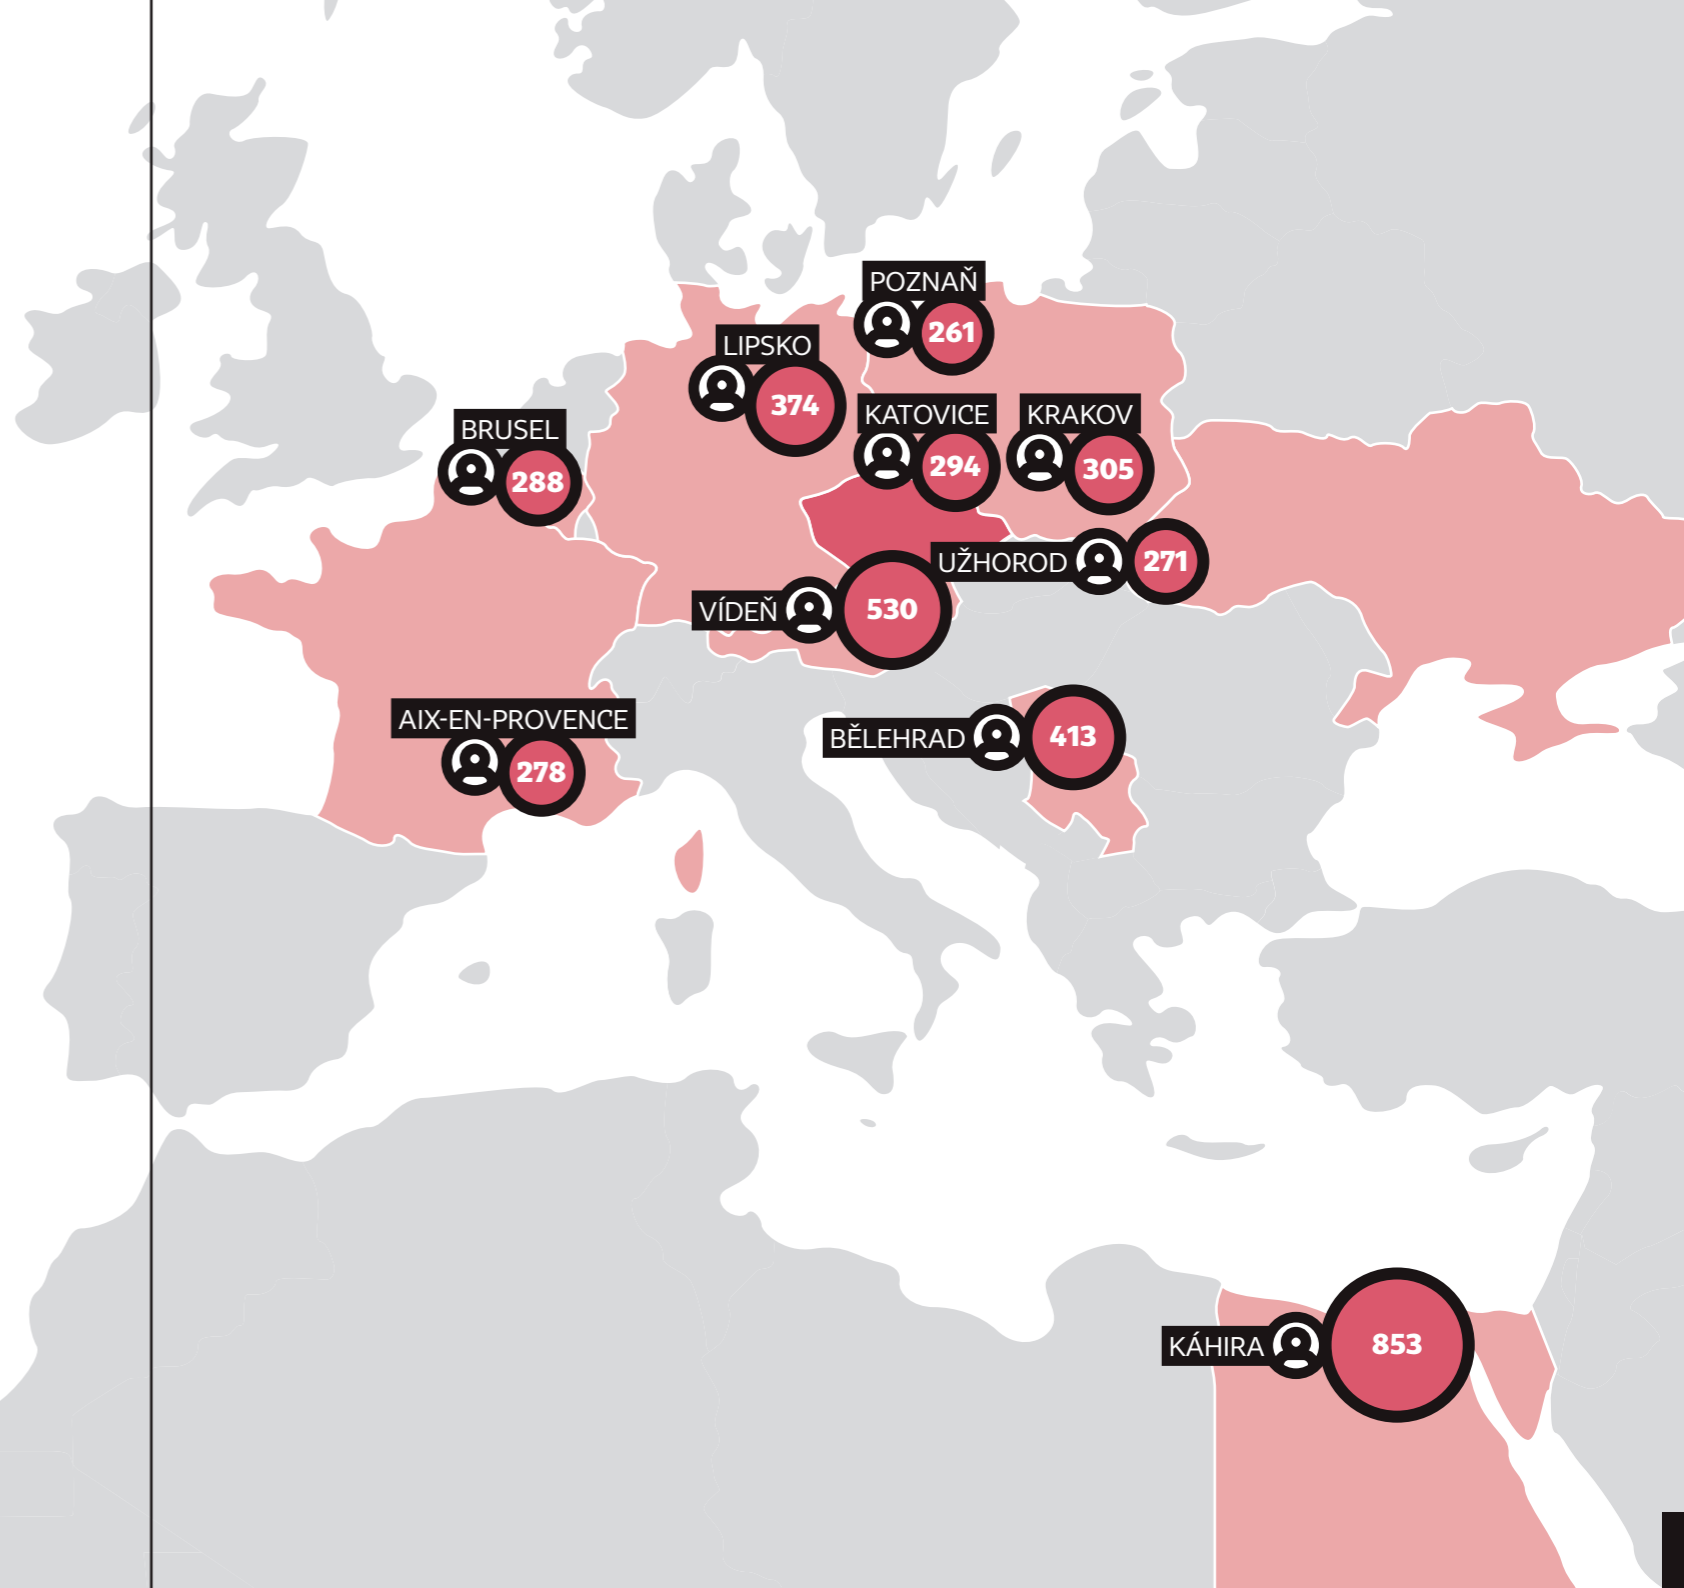 POZNAŇ
261
LIPSKO
374
KATOVICE
294
KRAKOV
305
BRUSEL
288
UŽHOROD
271
VÍDEŇ
530
AIX-EN-PROVENCE
278
BĚLEHRAD
413
KÁHIRA
853